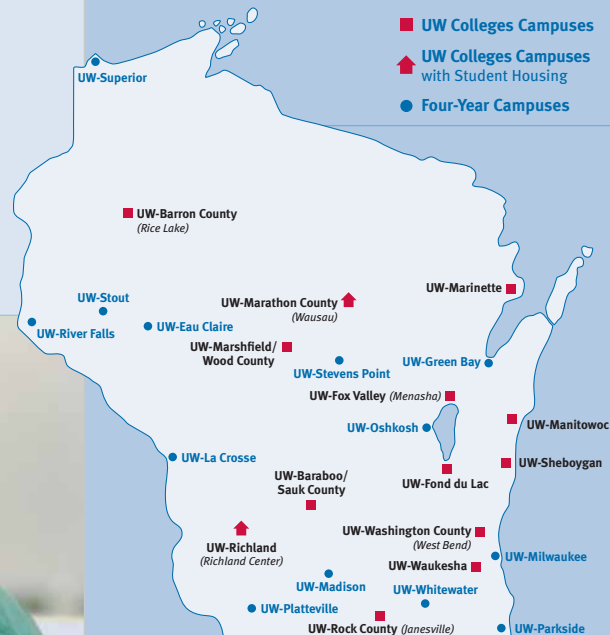 UW Colleges Campuses
UW Colleges Campuses
with Student Housing
Four-Year Campuses
UW-Superior
UW-Barron County
(Rice Lake)
UW-Stout
UW-River Falls
UW-Eau Claire
UW-Marathon County
(Wausau)
UW-Marinette
UW-Marshfield/
Wood County
UW-Stevens Point
UW-Green Bay
UW-Fox Valley (Menasha)
UW-Oshkosh
UW-Manitowoc
UW-La Crosse
UW-Fond du Lac
UW-Sheboygan
UW-Baraboo/
Sauk County
UW-Richland
(Richland Center)
UW-Washington County
(West Bend)
UW-Milwaukee
UW-Waukesha
UW-Madison
UW-Whitewater
UW-Platteville
UW-Rock County (Janesville)
UW-Parkside